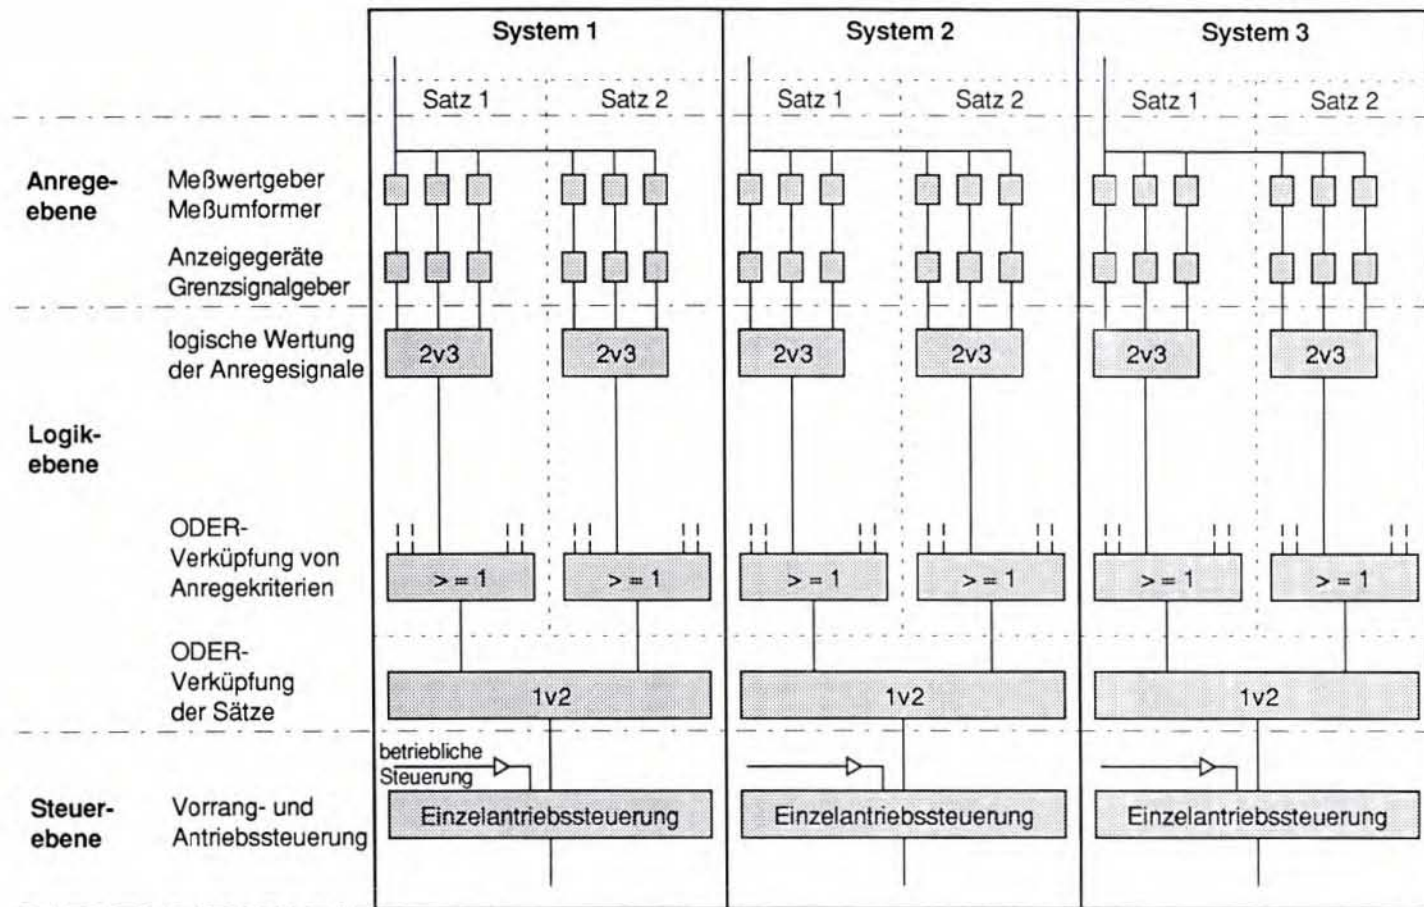 System 1
System 2
System 3
Satz 1
Satz 2
Satz 1
Satz 2
Satz 1
Satz 2
Anrege-
ebene
Meßwertgeber
Meßumformer
Anzeigegeräte
Grenzsignalgeber
logische Wertung
der Anregesignale
2v3
2v3
2v3
2v3
2v3
2v3
Logik-
ebene
ODER-
Verküpfung von
Anregekriterien
> = 1
> = 1
> = 1
> = 1
> = 1
> = 1
ODER-
Verküpfung
der Sätze
1v2
1v2
1v2
betriebliche
Steuerung
Steuer-
ebene
Vorrang- und
Antriebssteuerung
Einzelantriebssteuerung
Einzelantriebssteuerung
Einzelantriebssteuerung